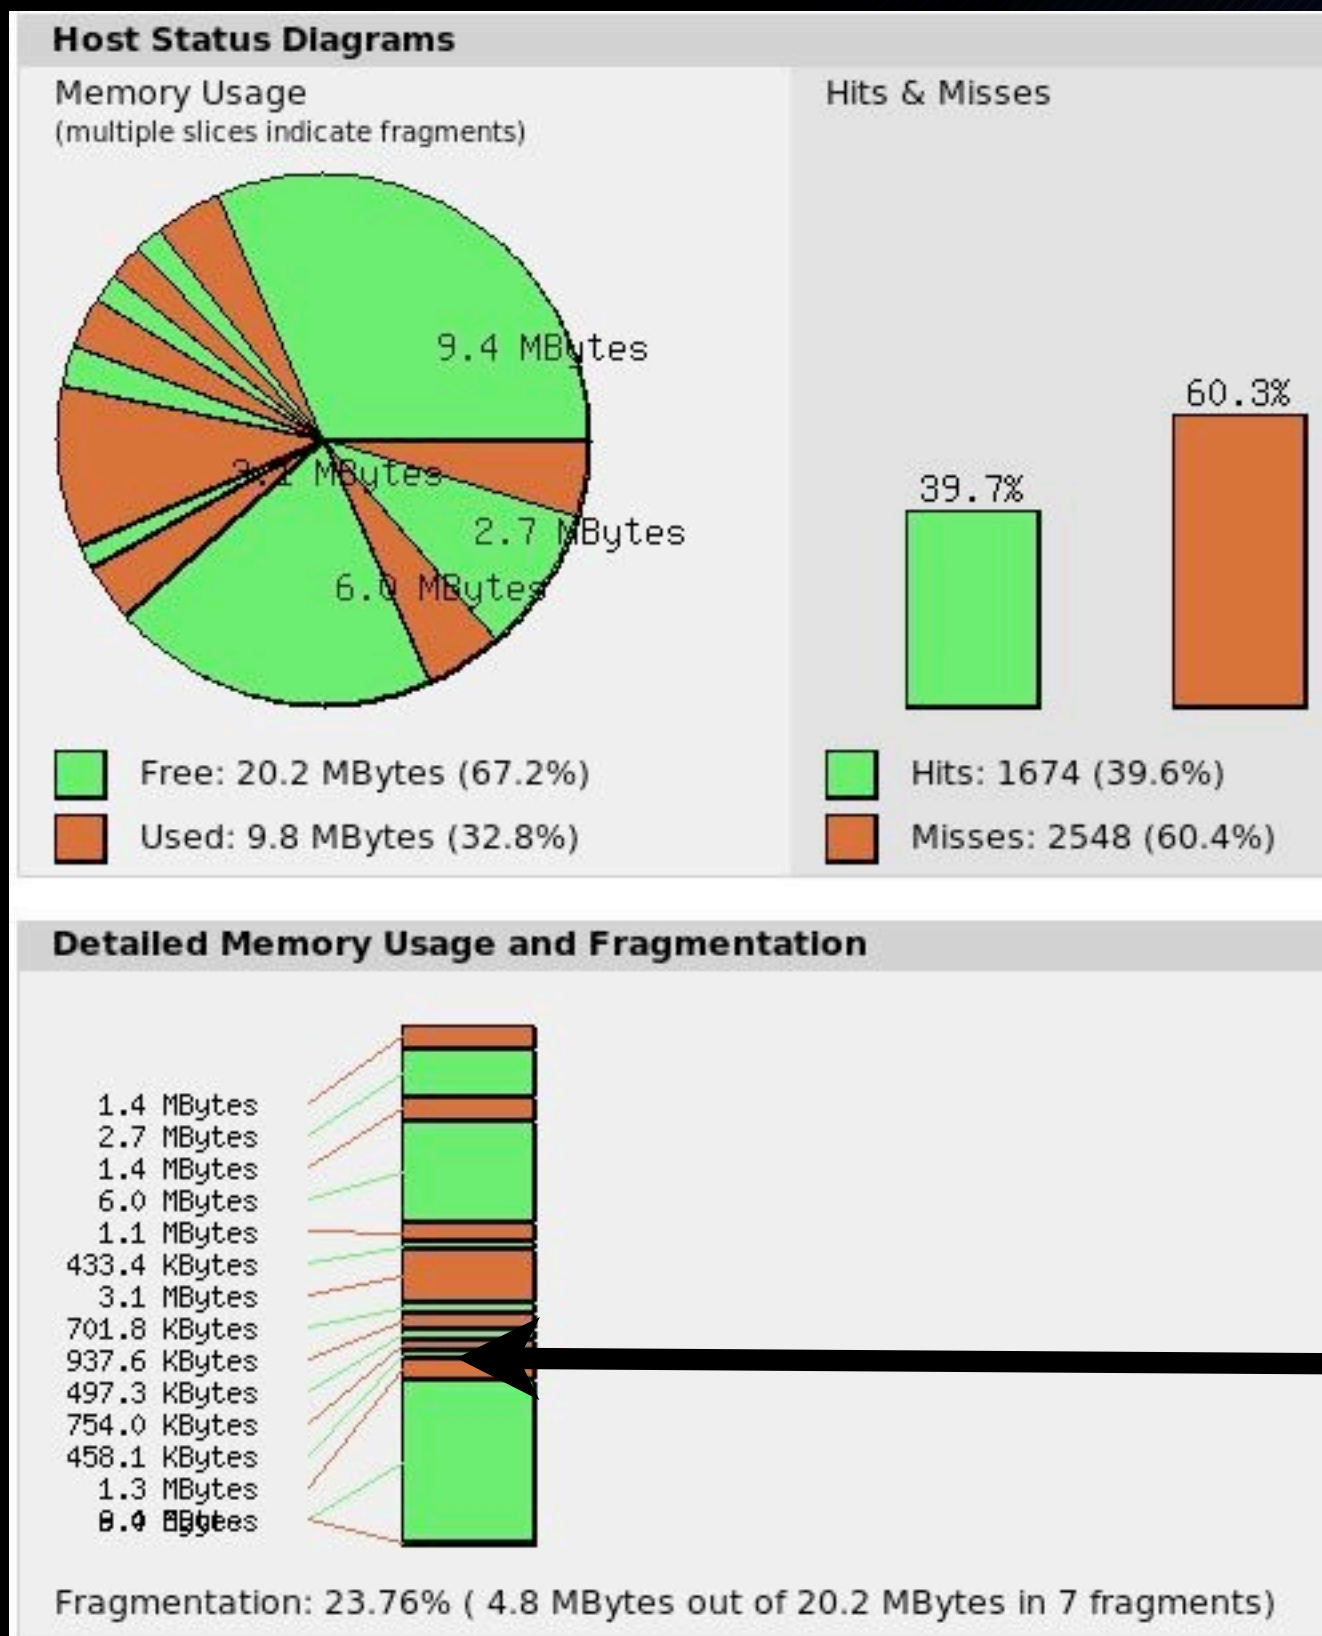 Host Status Diagrams
Memory Usage
(multiple slices indicate fragments)
9.4 MBytes
MBytes
2.7 MBytes
6.0 MBytes
Free: 20.2 MBytes (67.2%)
Used: 9.8 MBytes (32.8%)
Hits & Misses
39.7%
60.3%
Hits: 1674 (39.6%)
Misses: 2548 (60.4%)
Detailed Memory Usage and Fragmentation
1.4 MBytes
2.7 MBytes
1.4 MBytes
6.0 MBytes
1.1 MBytes
433.4 KBytes
3.1 MBytes
701.8 KBytes
937.6 KBytes
497.3 KBytes
754.0 KBytes
458.1 KBytes
1.3 MBytes
Fragmentation: 23.76% ( 4.8 MBytes out of 20.2 MBytes in 7 fragments)